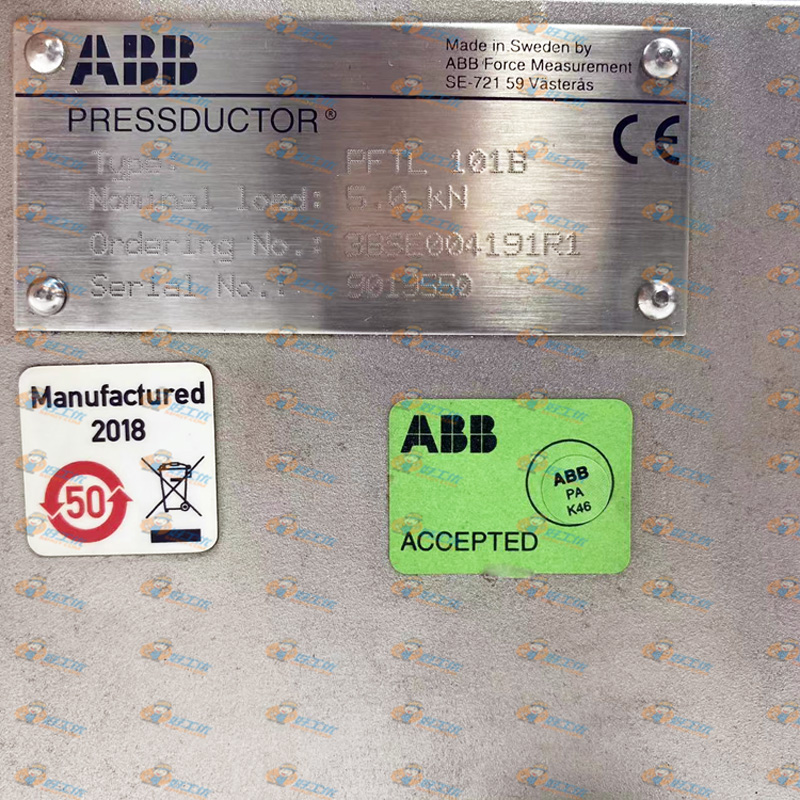 ABB
Made in Sweden by
ABB Force Measurement
SE-721 59 Västerås
PRESSDUCTOR®
CE
Type: PFTL 101B
Nominal load: 5.0 kN
Ordering No.: 3BSE004191R1
Serial No.: 9019550
Manufactured
2018
50
ABB
ABB
PA
K46
ACCEPTED